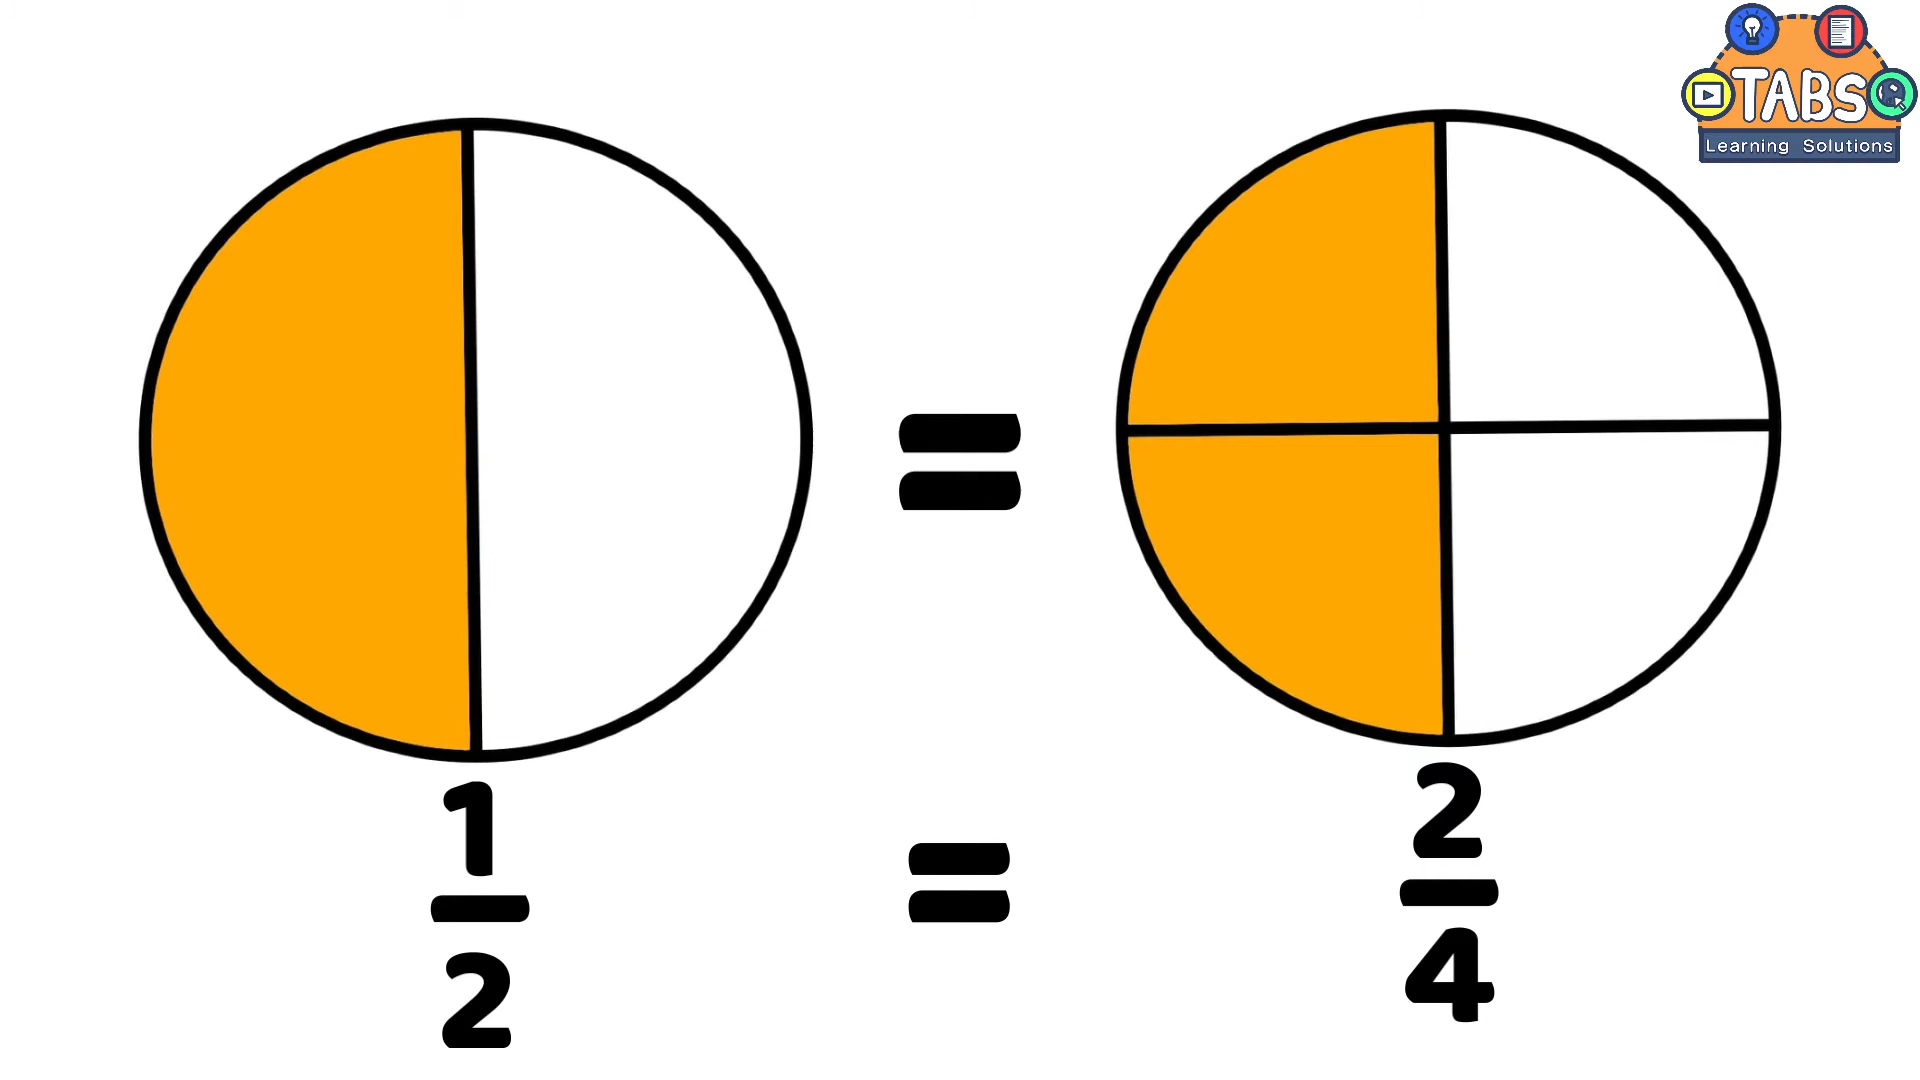 TABS
Learning Solutions
=
1/2 = 2/4